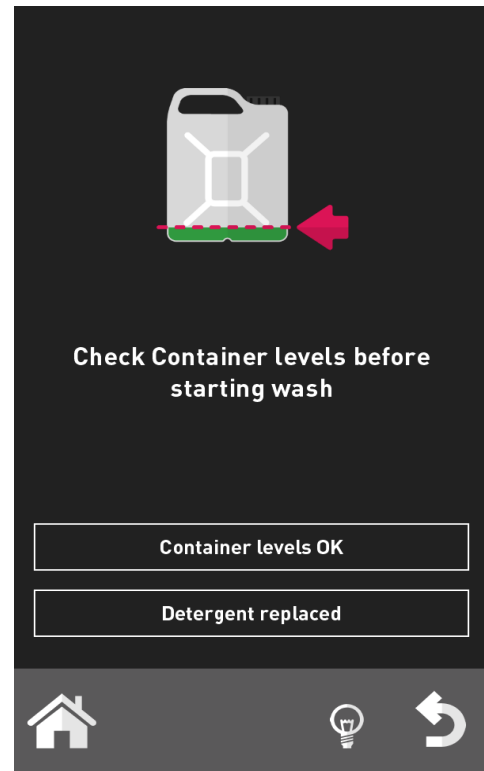 Check Container levels before
starting wash
Container levels OK
Detergent replaced